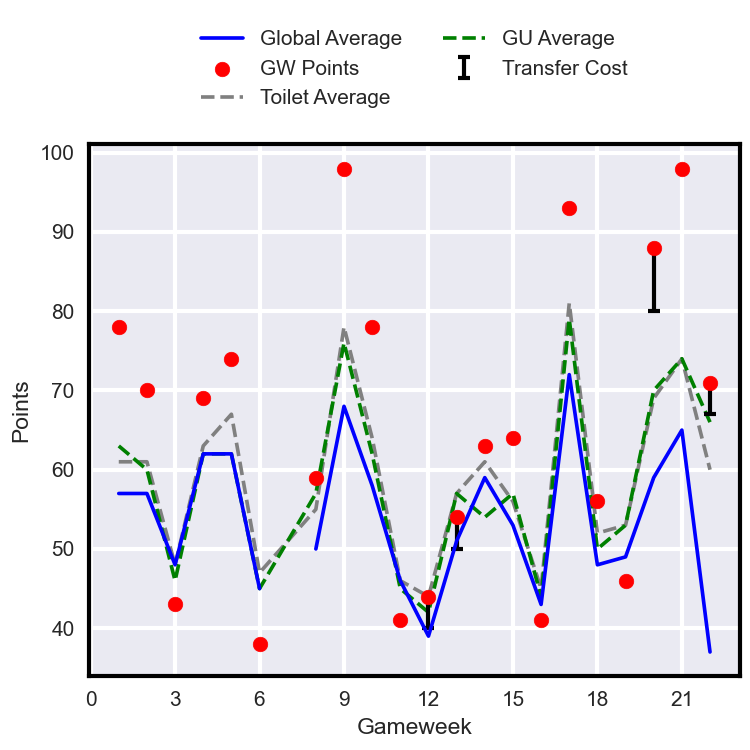 Global Average
GW Points
Toilet Average
GU Average
Transfer Cost
100
90
80
70
60
50
40
Points
0 3 6 9 12 15 18 21
Gameweek